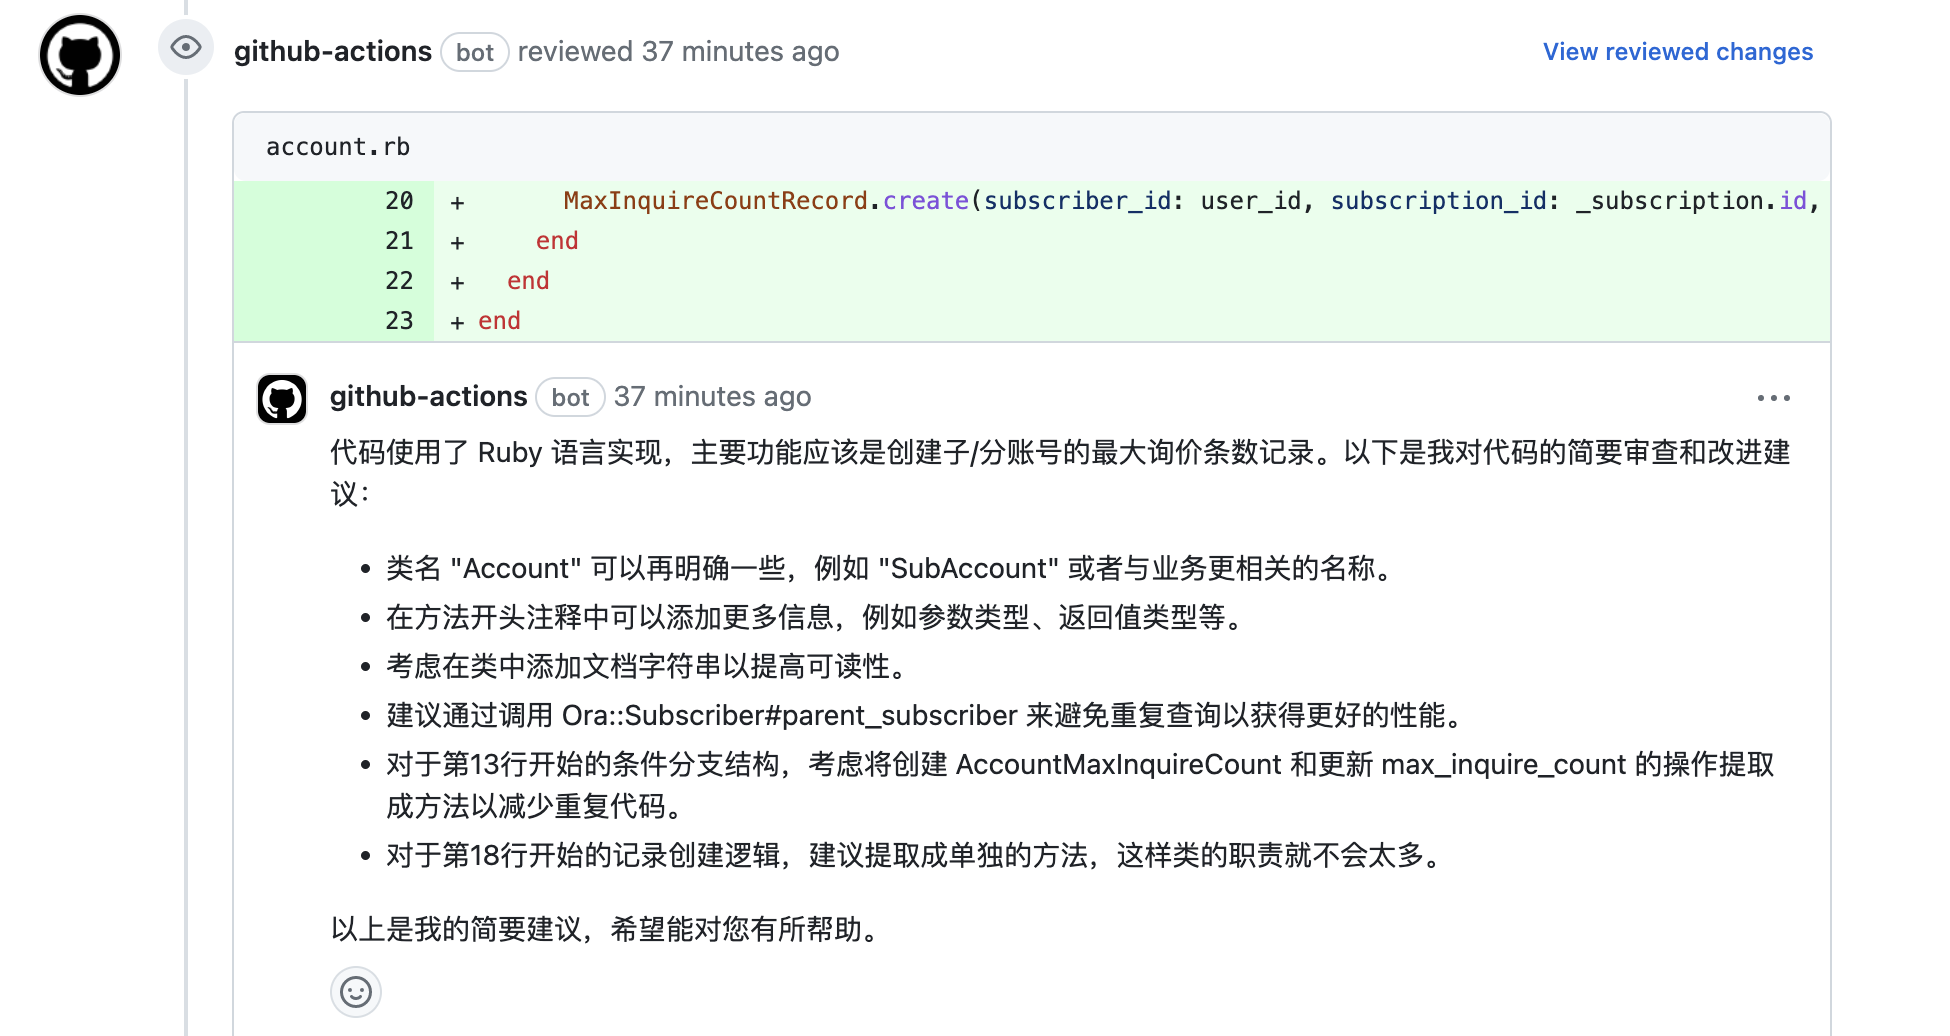 github-actions bot reviewed 37 minutes ago View reviewed changes
account.rb
20 + MaxInquireCountRecord.create(subscriber_id: user_id, subscription_id: _subscription.id,
21 + end
22 + end
23 + end
github-actions bot 37 minutes ago
代码使用了 Ruby 语言实现，主要功能应该是创建子/分账号的最大询价条数记录。以下是我对代码的简要审查和改进建
议：
• 类名 "Account" 可以再明确一些，例如 "SubAccount" 或者与业务更相关的名称。
• 在方法开头注释中可以添加更多信息，例如参数类型、返回值类型等。
• 考虑在类中添加文档字符串以提高可读性。
• 建议通过调用 Ora::Subscriber#parent_subscriber 来避免重复查询以获得更好的性能。
• 对于第13行开始的条件分支结构，考虑将创建 AccountMaxInquireCount 和更新 max_inquire_count 的操作提取
成方法以减少重复代码。
• 对于第18行开始的记录创建逻辑，建议提取成单独的方法，这样类的职责就不会太多。
以上是我的简要建议，希望能对您有所帮助。